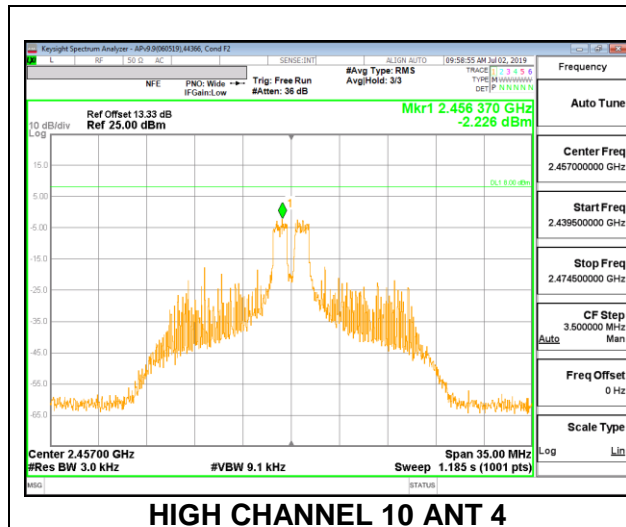 Keysight Spectrum Analyzer - APv9.9(060519),44366, Cond F2
L RF 50 Ω AC SENSE:INT ALIGN AUTO 09:58:55 AM Jul 02, 2019
NFE PNO: Wide Trig: Free Run #Avg Type: RMS TRACE 1 2 3 4 5 6
IFGain:Low #Atten: 36 dB Avg|Hold: 3/3 TYPE M W W W W W
DET P N N N N N
Ref Offset 13.33 dB Mkr1 2.456 370 GHz
10 dB/div Ref 25.00 dBm -2.226 dBm
Log
15.0
DL1 8.00 dBm
5.00
1
-5.00
-15.0
-25.0
-35.0
-45.0
-55.0
-65.0
Center 2.45700 GHz Span 35.00 MHz
#Res BW 3.0 kHz #VBW 9.1 kHz Sweep 1.185 s (1001 pts)
MSG STATUS
Frequency
Auto Tune
Center Freq
2.457000000 GHz
Start Freq
2.439500000 GHz
Stop Freq
2.474500000 GHz
CF Step
3.500000 MHz
Auto Man
Freq Offset
0 Hz
Scale Type
Log Lin
HIGH CHANNEL 10 ANT 4